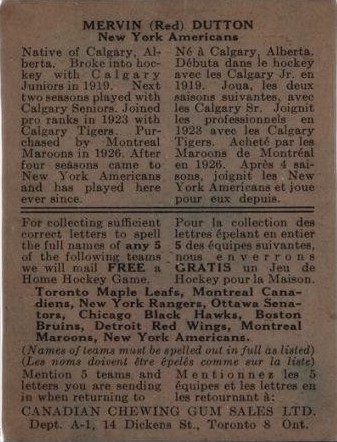 MERVIN (Red) DUTTON
New York Americans
Native of Calgary, Al-
berta. Broke into hoc-
key with Calgary
Juniors in 1919. Next
two seasons played with
Calgary Seniors. Joined
pro ranks in 1923 with
Calgary Tigers. Pur-
chased by Montreal
Maroons in 1926. After
four seasons came to
New York Americans
and has played here
ever since.
Né à Calgary, Alberta.
Débuta dans le hockey
avec les Calgary Jr. en
1919. Joua, les deux
saisons suivantes, avec
les Calgary Sr. Joignit
les professionnels en
1923 avec les Calgary
Tigers. Acheté par les
Maroons de Montréal
en 1926. Après 4 sai-
sons, joignit les New
York Americans et joue
pour eux depuis.
For collecting sufficient
correct letters to spell
the full names of any 5
of the following teams
we will mail FREE a
Home Hockey Game.
Pour la collection des
lettres épelant en entier
5 des équipes suivantes,
nous enverrons
GRATIS un Jeu de
Hockey pour la Maison.
Toronto Maple Leafs, Montreal Cana-
diens, New York Rangers, Ottawa Sena-
tors, Chicago Black Hawks, Boston
Bruins, Detroit Red Wings, Montreal
Maroons, New York Americans.
(Names of teams must be spelled out in full as listed)
(Les noms doivent être épelés comme sur la liste)
Mention 5 teams and
letters you are sending
in when returning to
Mentionnez les 5
équipes et les lettres en
les retournant à:
CANADIAN CHEWING GUM SALES LTD.
Dept. A-1, 14 Dickens St., Toronto 8 Ont.